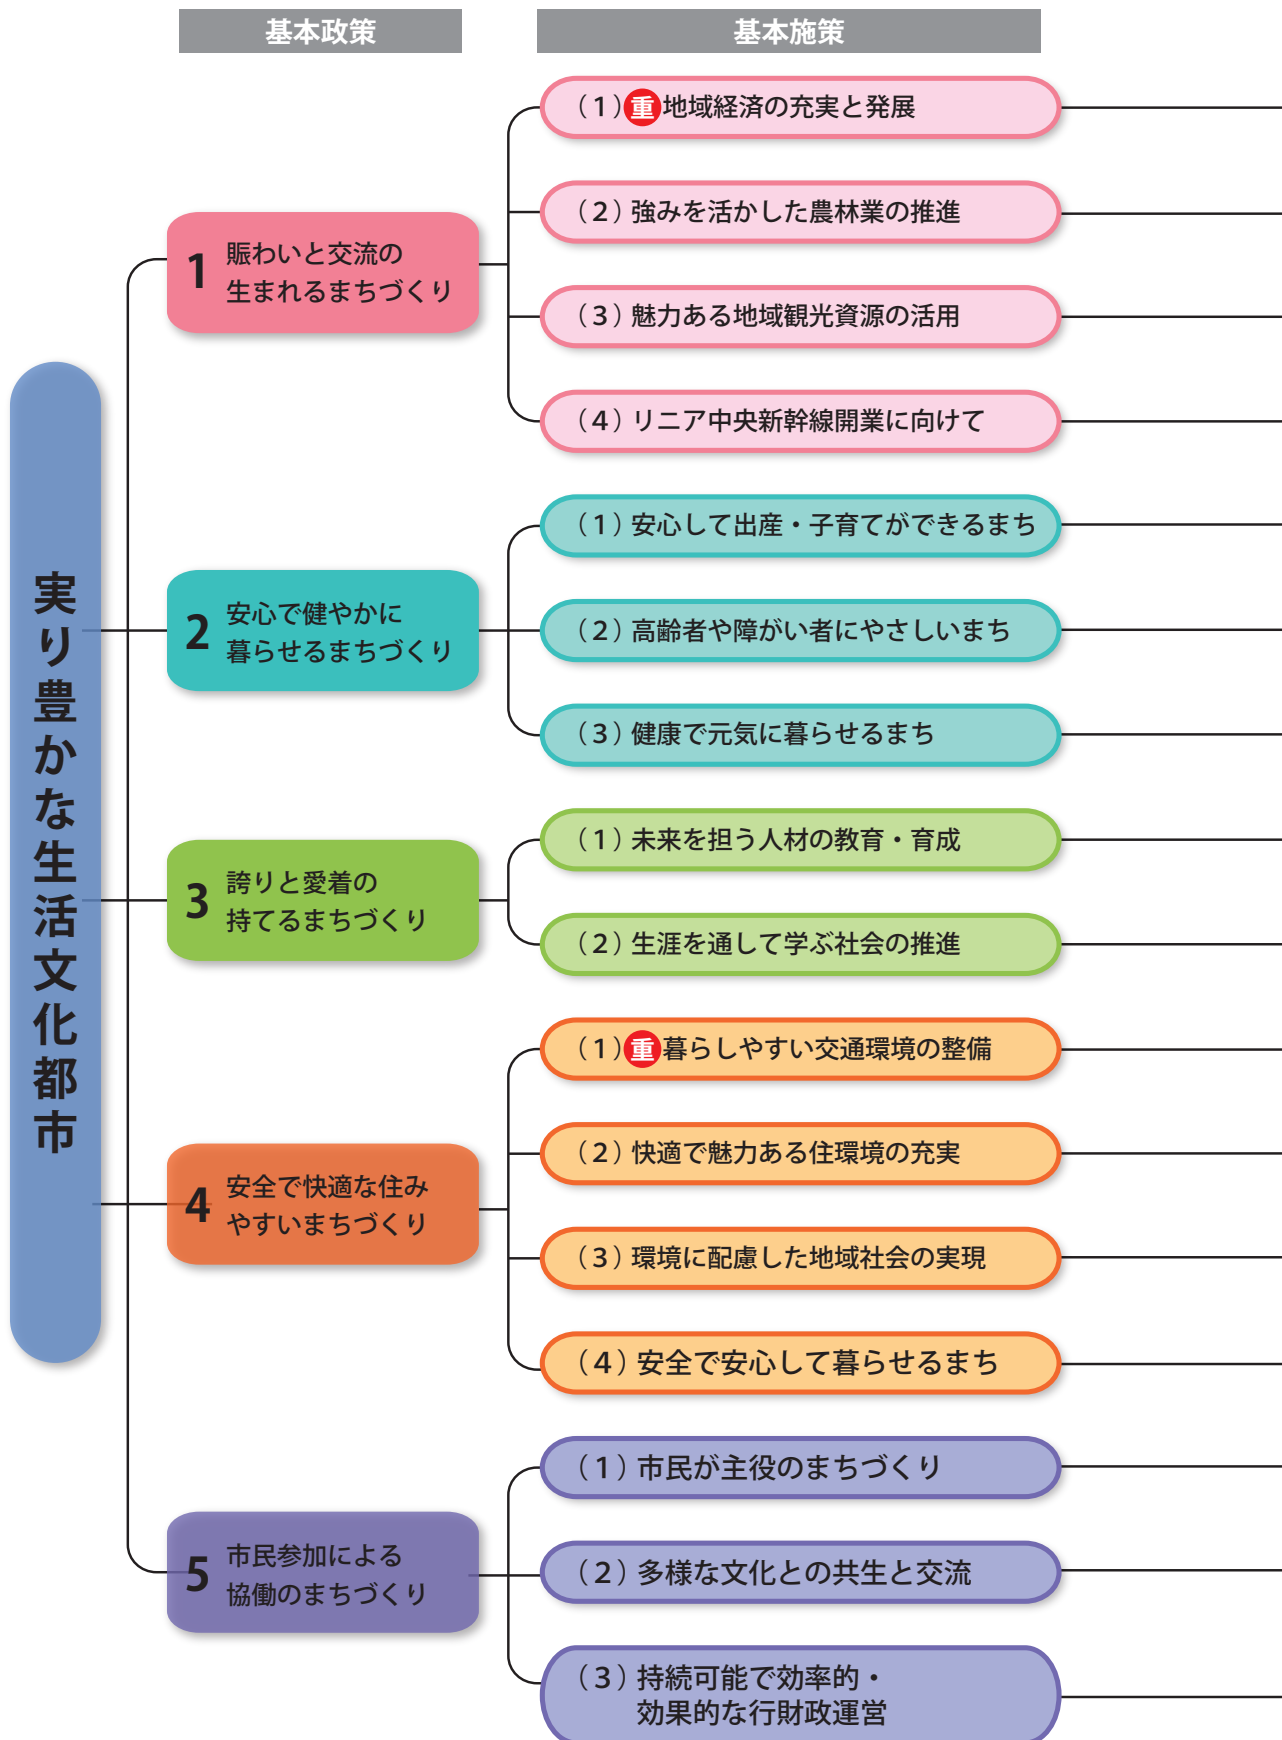 基本政策
基本施策
実り豊かな生活文化都市
1 賑わいと交流の
生まれるまちづくり
（1）重 地域経済の充実と発展
（2）強みを活かした農林業の推進
（3）魅力ある地域観光資源の活用
（4）リニア中央新幹線開業に向けて
2 安心で健やかに
暮らせるまちづくり
（1）安心して出産・子育てができるまち
（2）高齢者や障がい者にやさしいまち
（3）健康で元気に暮らせるまち
3 誇りと愛着の
持てるまちづくり
（1）未来を担う人材の教育・育成
（2）生涯を通して学ぶ社会の推進
4 安全で快適な住み
やすいまちづくり
（1）重 暮らしやすい交通環境の整備
（2）快適で魅力ある住環境の充実
（3）環境に配慮した地域社会の実現
（4）安全で安心して暮らせるまち
5 市民参加による
協働のまちづくり
（1）市民が主役のまちづくり
（2）多様な文化との共生と交流
（3）持続可能で効率的・
効果的な行財政運営